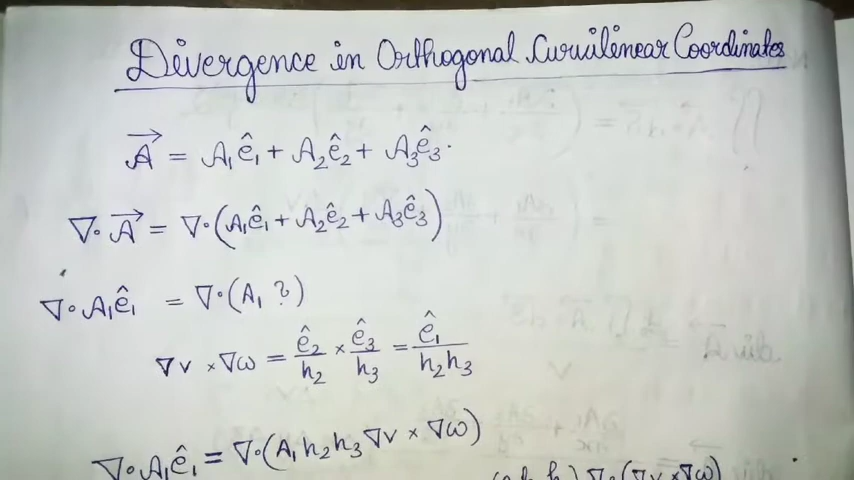 Divergence in Orthogonal Curvilinear Coordinates
A⃗ = A₁ê₁ + A₂ê₂ + A₃ê₃.
∇·A⃗ = ∇·(A₁ê₁ + A₂ê₂ + A₃ê₃)
∇·A₁ê₁ = ∇·(A₁ ?)
∇v × ∇ω = ê₂/h₂ × ê₃/h₃ = ê₁/h₂h₃
∇·A₁ê₁ = ∇·(A₁h₂h₃ ∇v × ∇ω)
∇·(∇v × ∇ω)